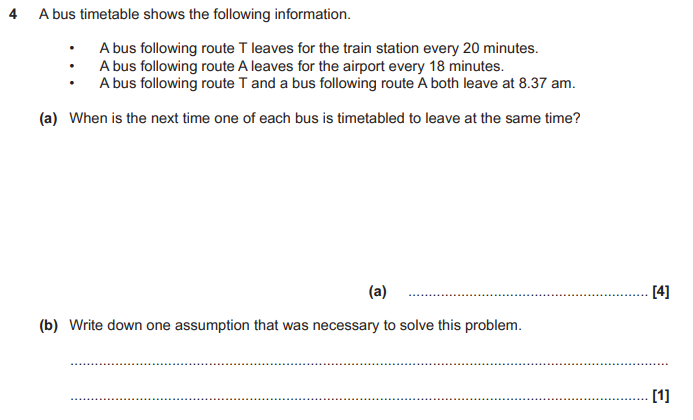 4 A bus timetable shows the following information.
• A bus following route T leaves for the train station every 20 minutes.
• A bus following route A leaves for the airport every 18 minutes.
• A bus following route T and a bus following route A both leave at 8.37 am.
(a) When is the next time one of each bus is timetabled to leave at the same time?
(a) ............................................................ [4]
(b) Write down one assumption that was necessary to solve this problem.
......................................................................................................................................................
................................................................................................................................................ [1]